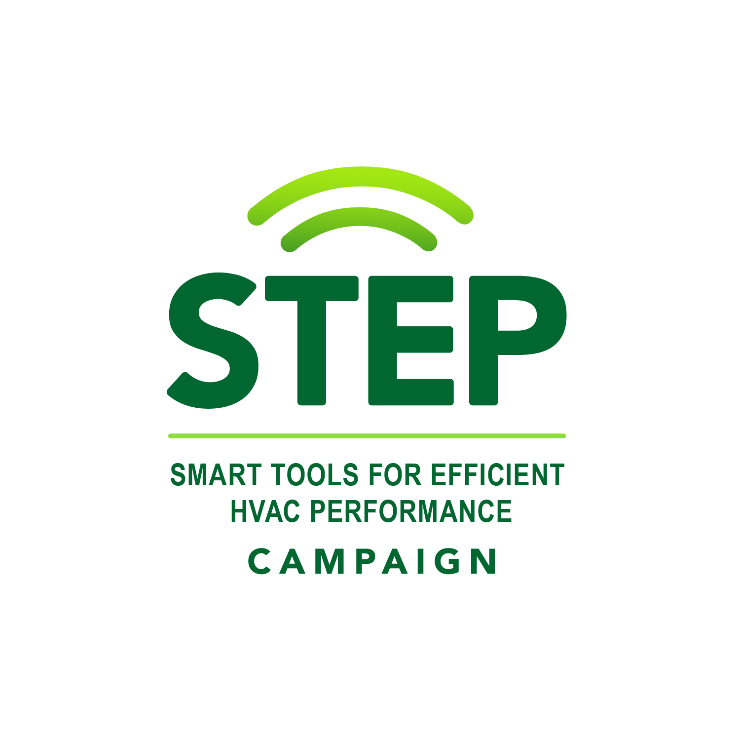 STEP
SMART TOOLS FOR EFFICIENT
HVAC PERFORMANCE
CAMPAIGN